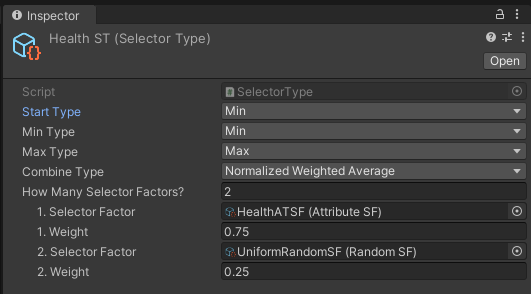 Inspector
Health ST (Selector Type)
Open
Script SelectorType
Start Type Min
Min Type Min
Max Type Max
Combine Type Normalized Weighted Average
How Many Selector Factors? 2
1. Selector Factor HealthATSF (Attribute SF)
1. Weight 0.75
2. Selector Factor UniformRandomSF (Random SF)
2. Weight 0.25